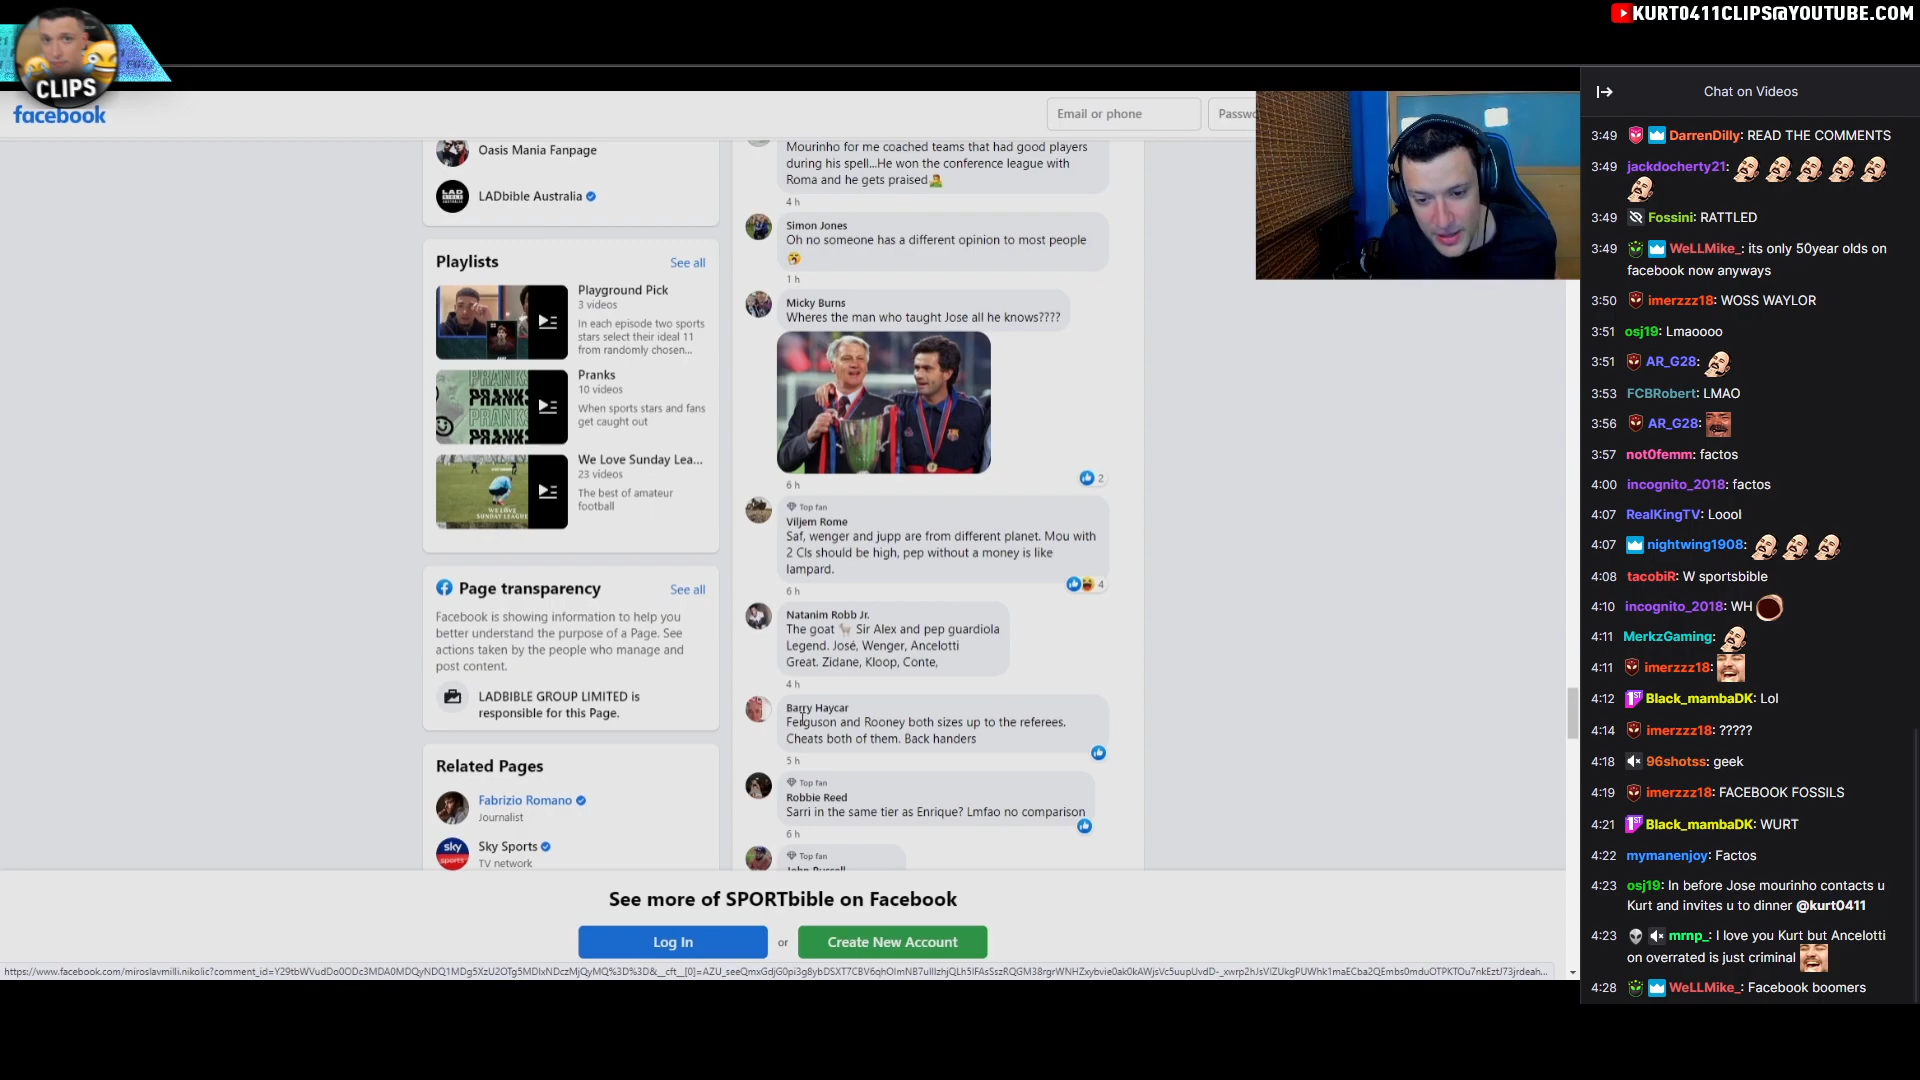 KURT0411CLIPS@YOUTUBE.COM
CLIPS
facebook
Email or phone
Oasis Mania Fanpage
LADbible Australia
Playlists
See all
Playground Pick
3 videos
In each episode two sports
stars select their ideal 11
from randomly chosen...
PRANKS
Pranks
10 videos
When sports stars and fans
get caught out
WE LOVE
SUNDAY LEAGUE
We Love Sunday Lea...
23 videos
The best of amateur
football
Page transparency
See all
Facebook is showing information to help you
better understand the purpose of a Page. See
actions taken by the people who manage and
post content.
LADBIBLE GROUP LIMITED is
responsible for this Page.
Related Pages
Fabrizio Romano
Journalist
sky
sports
Sky Sports
TV network
Mourinho for me coached teams that had good players
during his spell...He won the conference league with
Roma and he gets praised
4 h
Simon Jones
Oh no someone has a different opinion to most people
1 h
Micky Burns
Wheres the man who taught Jose all he knows????
2
6 h
Top fan
Viljem Rome
Saf, wenger and jupp are from different planet. Mou with
2 Cls should be high, pep without a money is like
lampard.
4
6 h
Natanim Robb Jr.
The goat 🐐 Sir Alex and pep guardiola
Legend. José, Wenger, Ancelotti
Great. Zidane, Kloop, Conte,
4 h
Barry Haycar
Ferguson and Rooney both sizes up to the referees.
Cheats both of them. Back handers
5 h
Top fan
Robbie Reed
Sarri in the same tier as Enrique? Lmfao no comparison
6 h
Top fan
John Russell
See more of SPORTbible on Facebook
Log In
or
Create New Account
Chat on Videos
3:49 DarrenDilly: READ THE COMMENTS
3:49 jackdocherty21:
3:49 Fossini: RATTLED
3:49 WeLLMike_: its only 50year olds on
facebook now anyways
3:50 imerzzz18: WOSS WAYLOR
3:51 osj19: Lmaoooo
3:51 AR_G28:
3:53 FCBRobert: LMAO
3:56 AR_G28:
3:57 not0femm: factos
4:00 incognito_2018: factos
4:07 RealKingTV: Loool
4:07 nightwing1908:
4:08 tacobiR: W sportsbible
4:10 incognito_2018: WH
4:11 MerkzGaming:
4:11 imerzzz18:
4:12 Black_mambaDK: Lol
4:14 imerzzz18: ?????
4:18 96shotss: geek
4:19 imerzzz18: FACEBOOK FOSSILS
4:21 Black_mambaDK: WURT
4:22 mymanenjoy: Factos
4:23 osj19: In before Jose mourinho contacts u
Kurt and invites u to dinner @kurt0411
4:23 mrnp_: I love you Kurt but Ancelotti
on overrated is just criminal
4:28 WeLLMike_: Facebook boomers